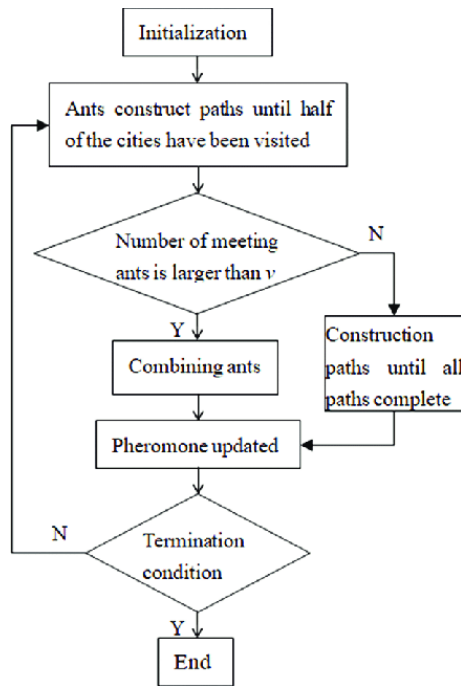 Initialization
Ants construct paths until half
of the cities have been visited
Number of meeting
ants is larger than
N
Y
Construction
paths until all
paths complete
Combining ants
Pheromone updated
Termination
condition
N
Y
End